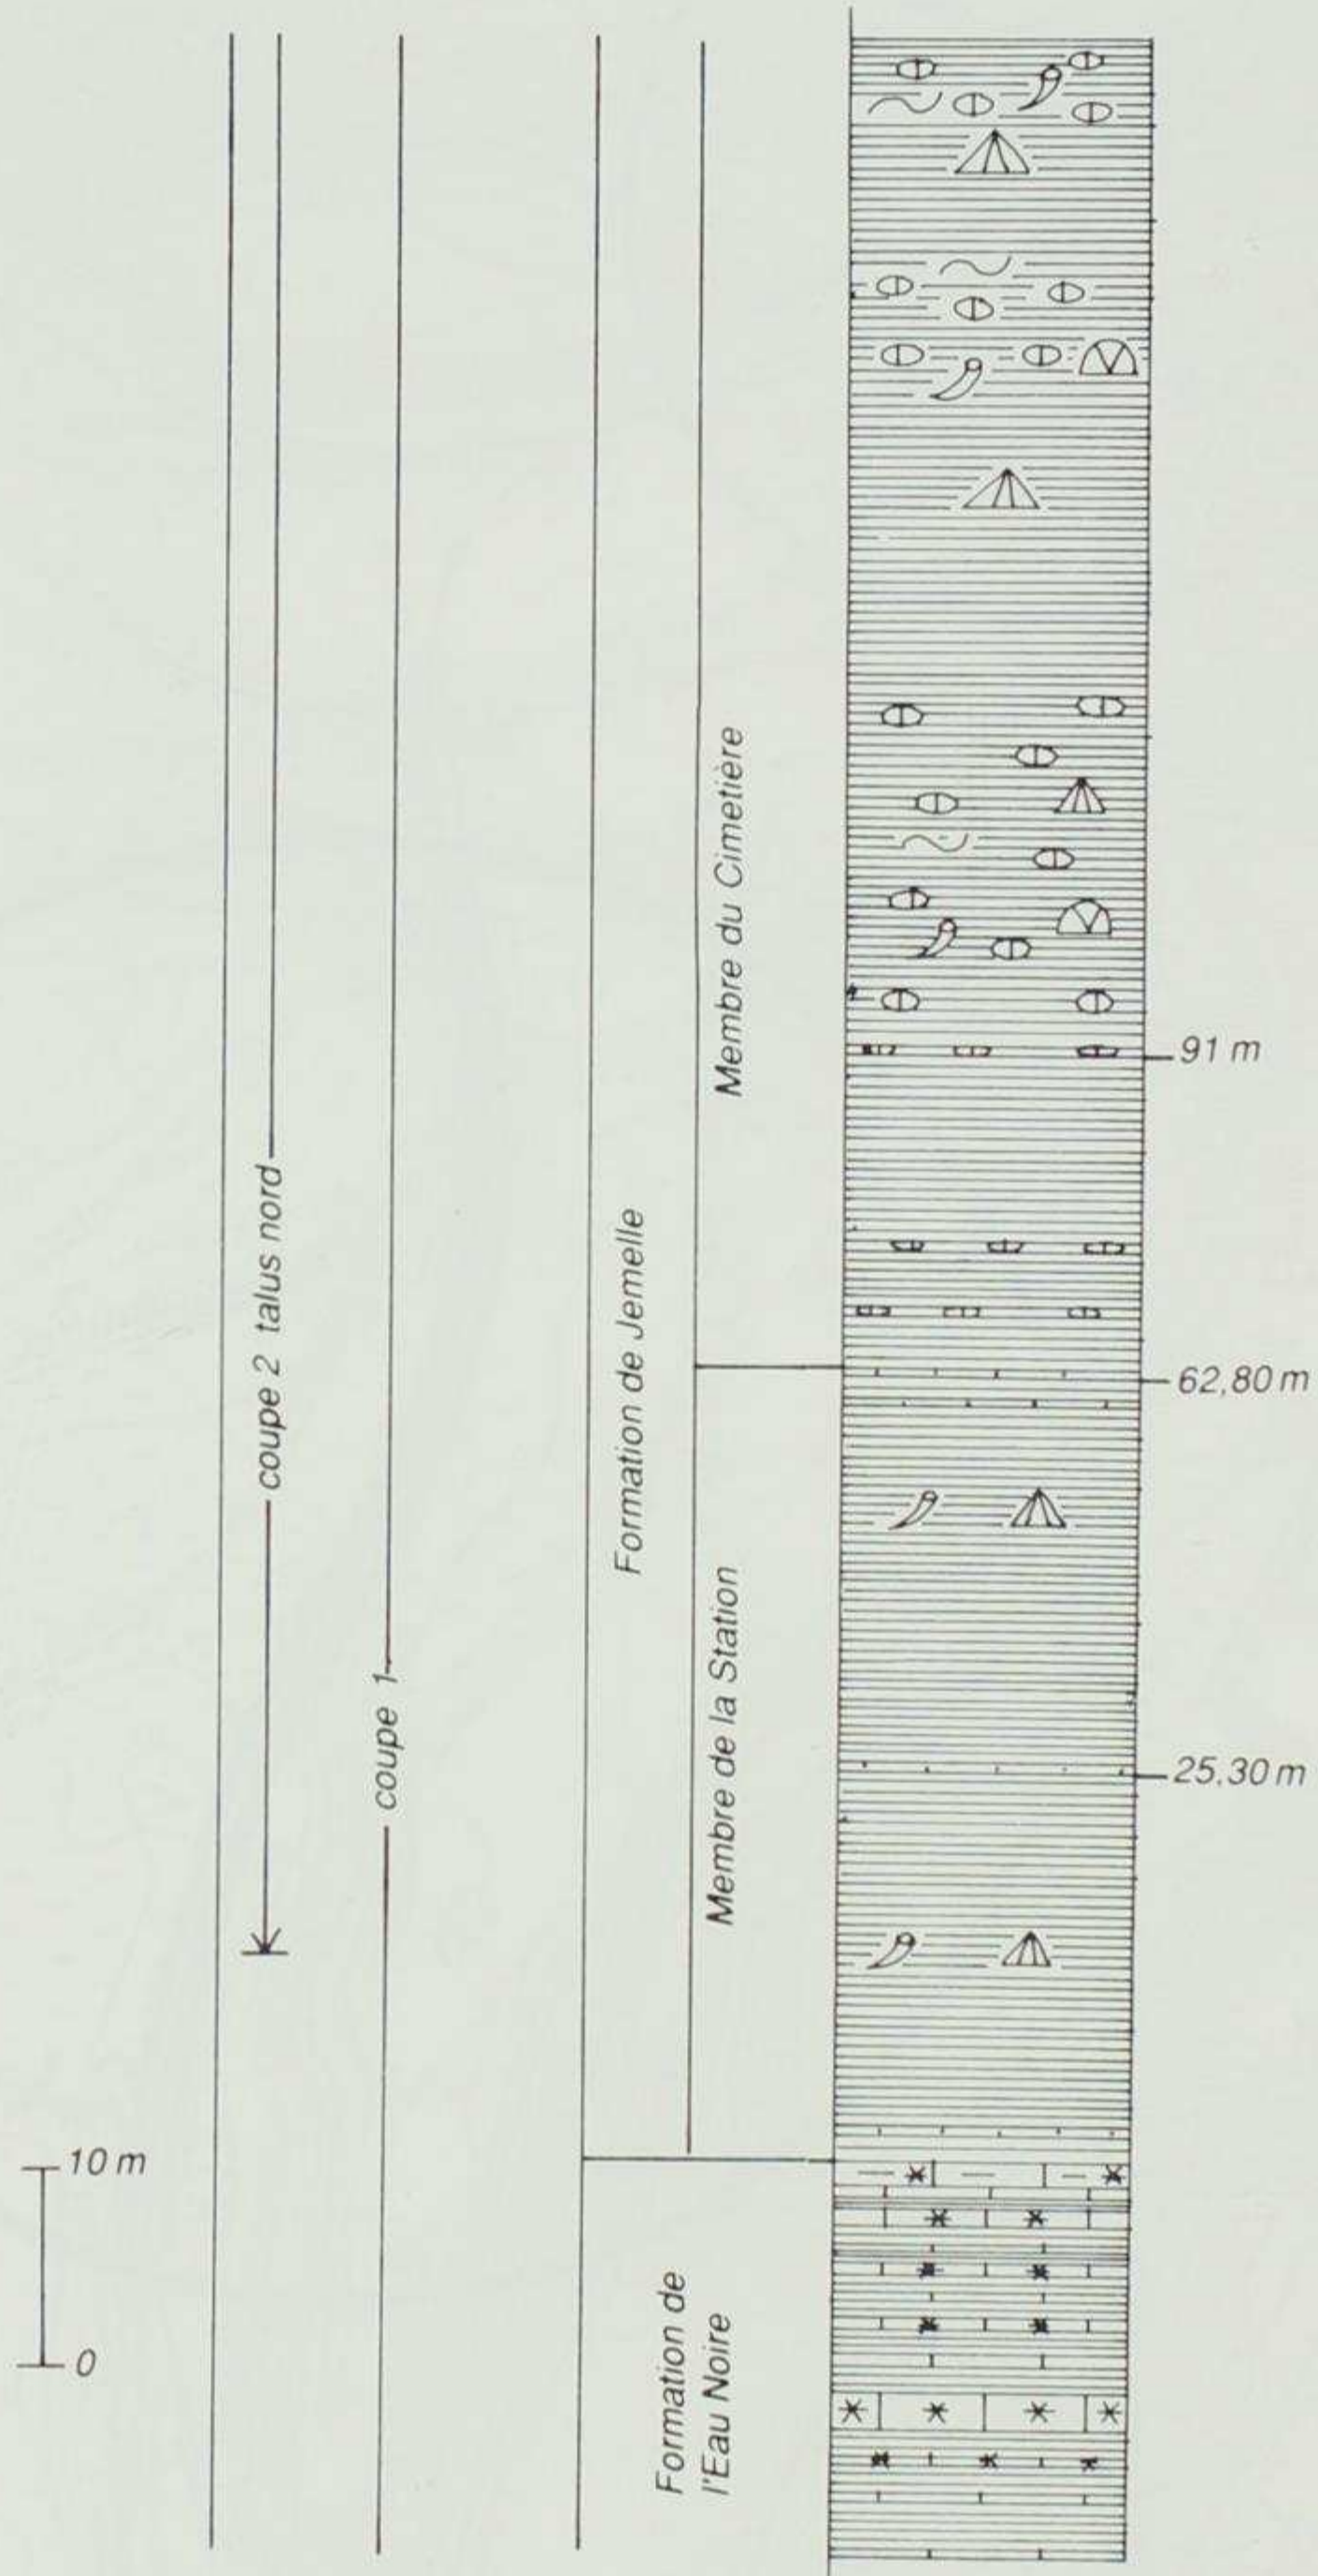 coupe 2 talus nord
coupe 1
Formation de Jemelle
Membre du Cimetière
Membre de la Station
Formation de
l'Eau Noire
91 m
62,80 m
25,30 m
10 m
0